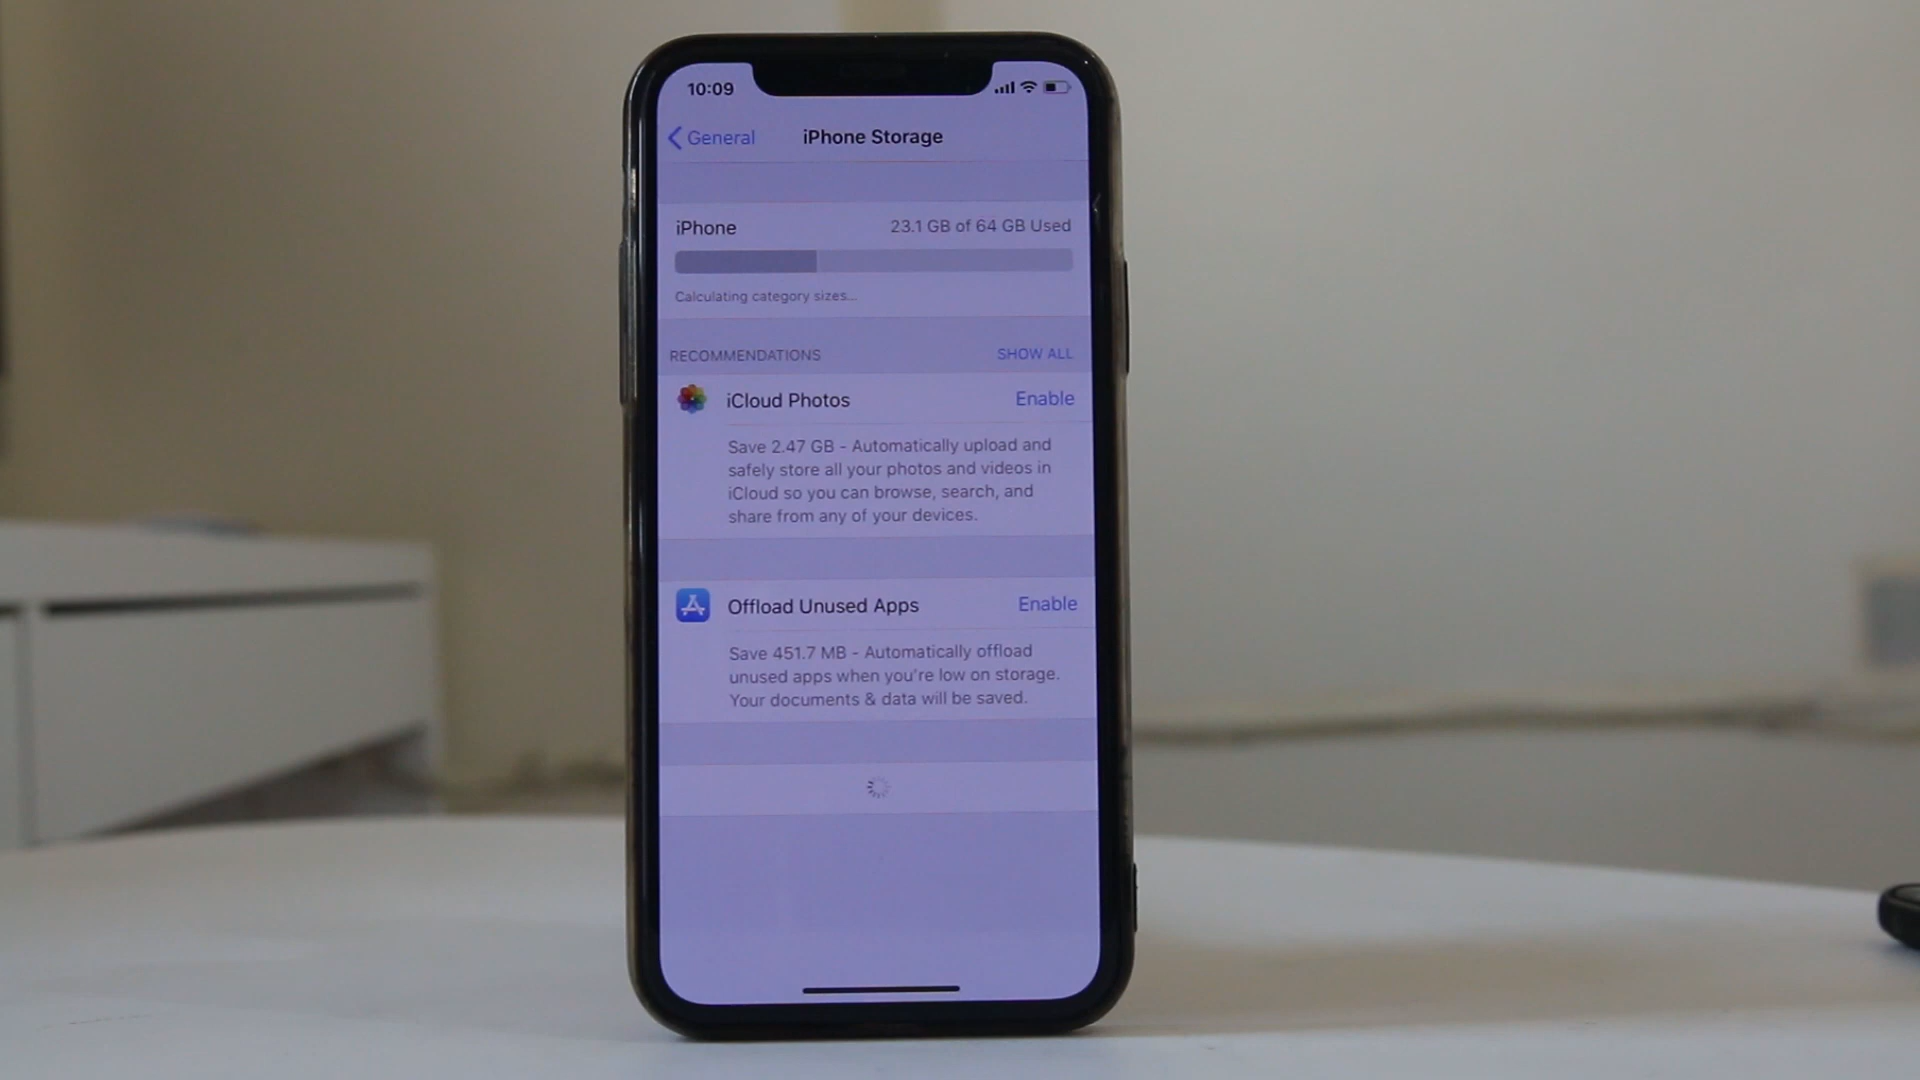 10:09
General
iPhone Storage
iPhone
23.1 GB of 64 GB Used
Calculating category sizes...
RECOMMENDATIONS
SHOW ALL
iCloud Photos
Enable
Save 2.47 GB - Automatically upload and
safely store all your photos and videos in
iCloud so you can browse, search, and
share from any of your devices.
Offload Unused Apps
Enable
Save 451.7 MB - Automatically offload
unused apps when you're low on storage.
Your documents & data will be saved.